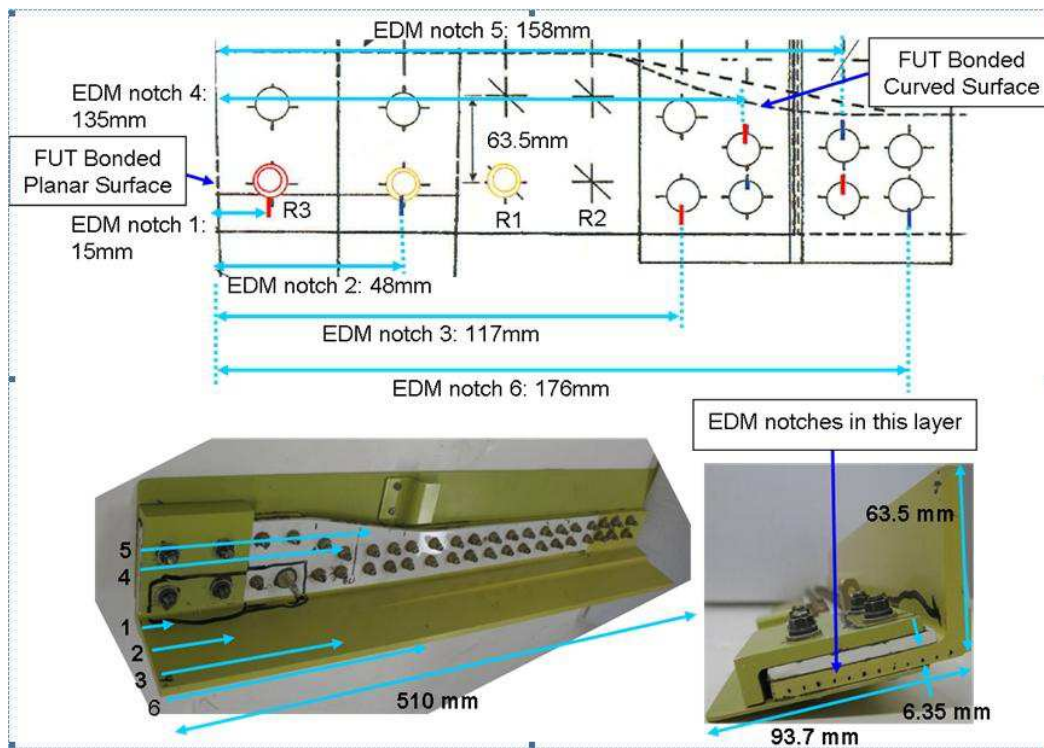 EDM notch 5: 158mm
EDM notch 4:
135mm
FUT Bonded
Curved Surface
63.5mm
FUT Bonded
Planar Surface
R3
R1
R2
EDM notch 1:
15mm
EDM notch 2: 48mm
EDM notch 3: 117mm
EDM notch 6: 176mm
EDM notches in this layer
5
4
1
2
3
6
510 mm
63.5 mm
6.35 mm
93.7 mm